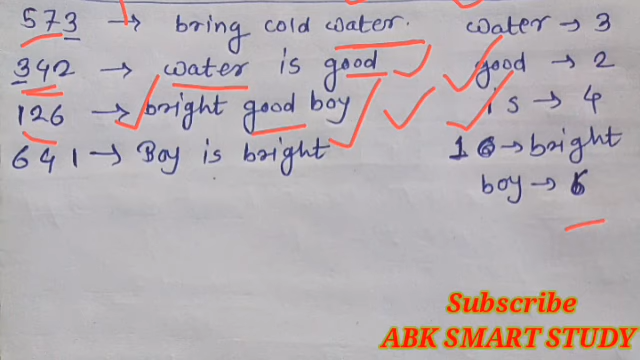 573 → bring cold water.
342 → water is good
126 → bright good boy
641 → Boy is bright
water → 3
good → 2
is → 4
1 → bright
boy → 6
Subscribe
ABK SMART STUDY